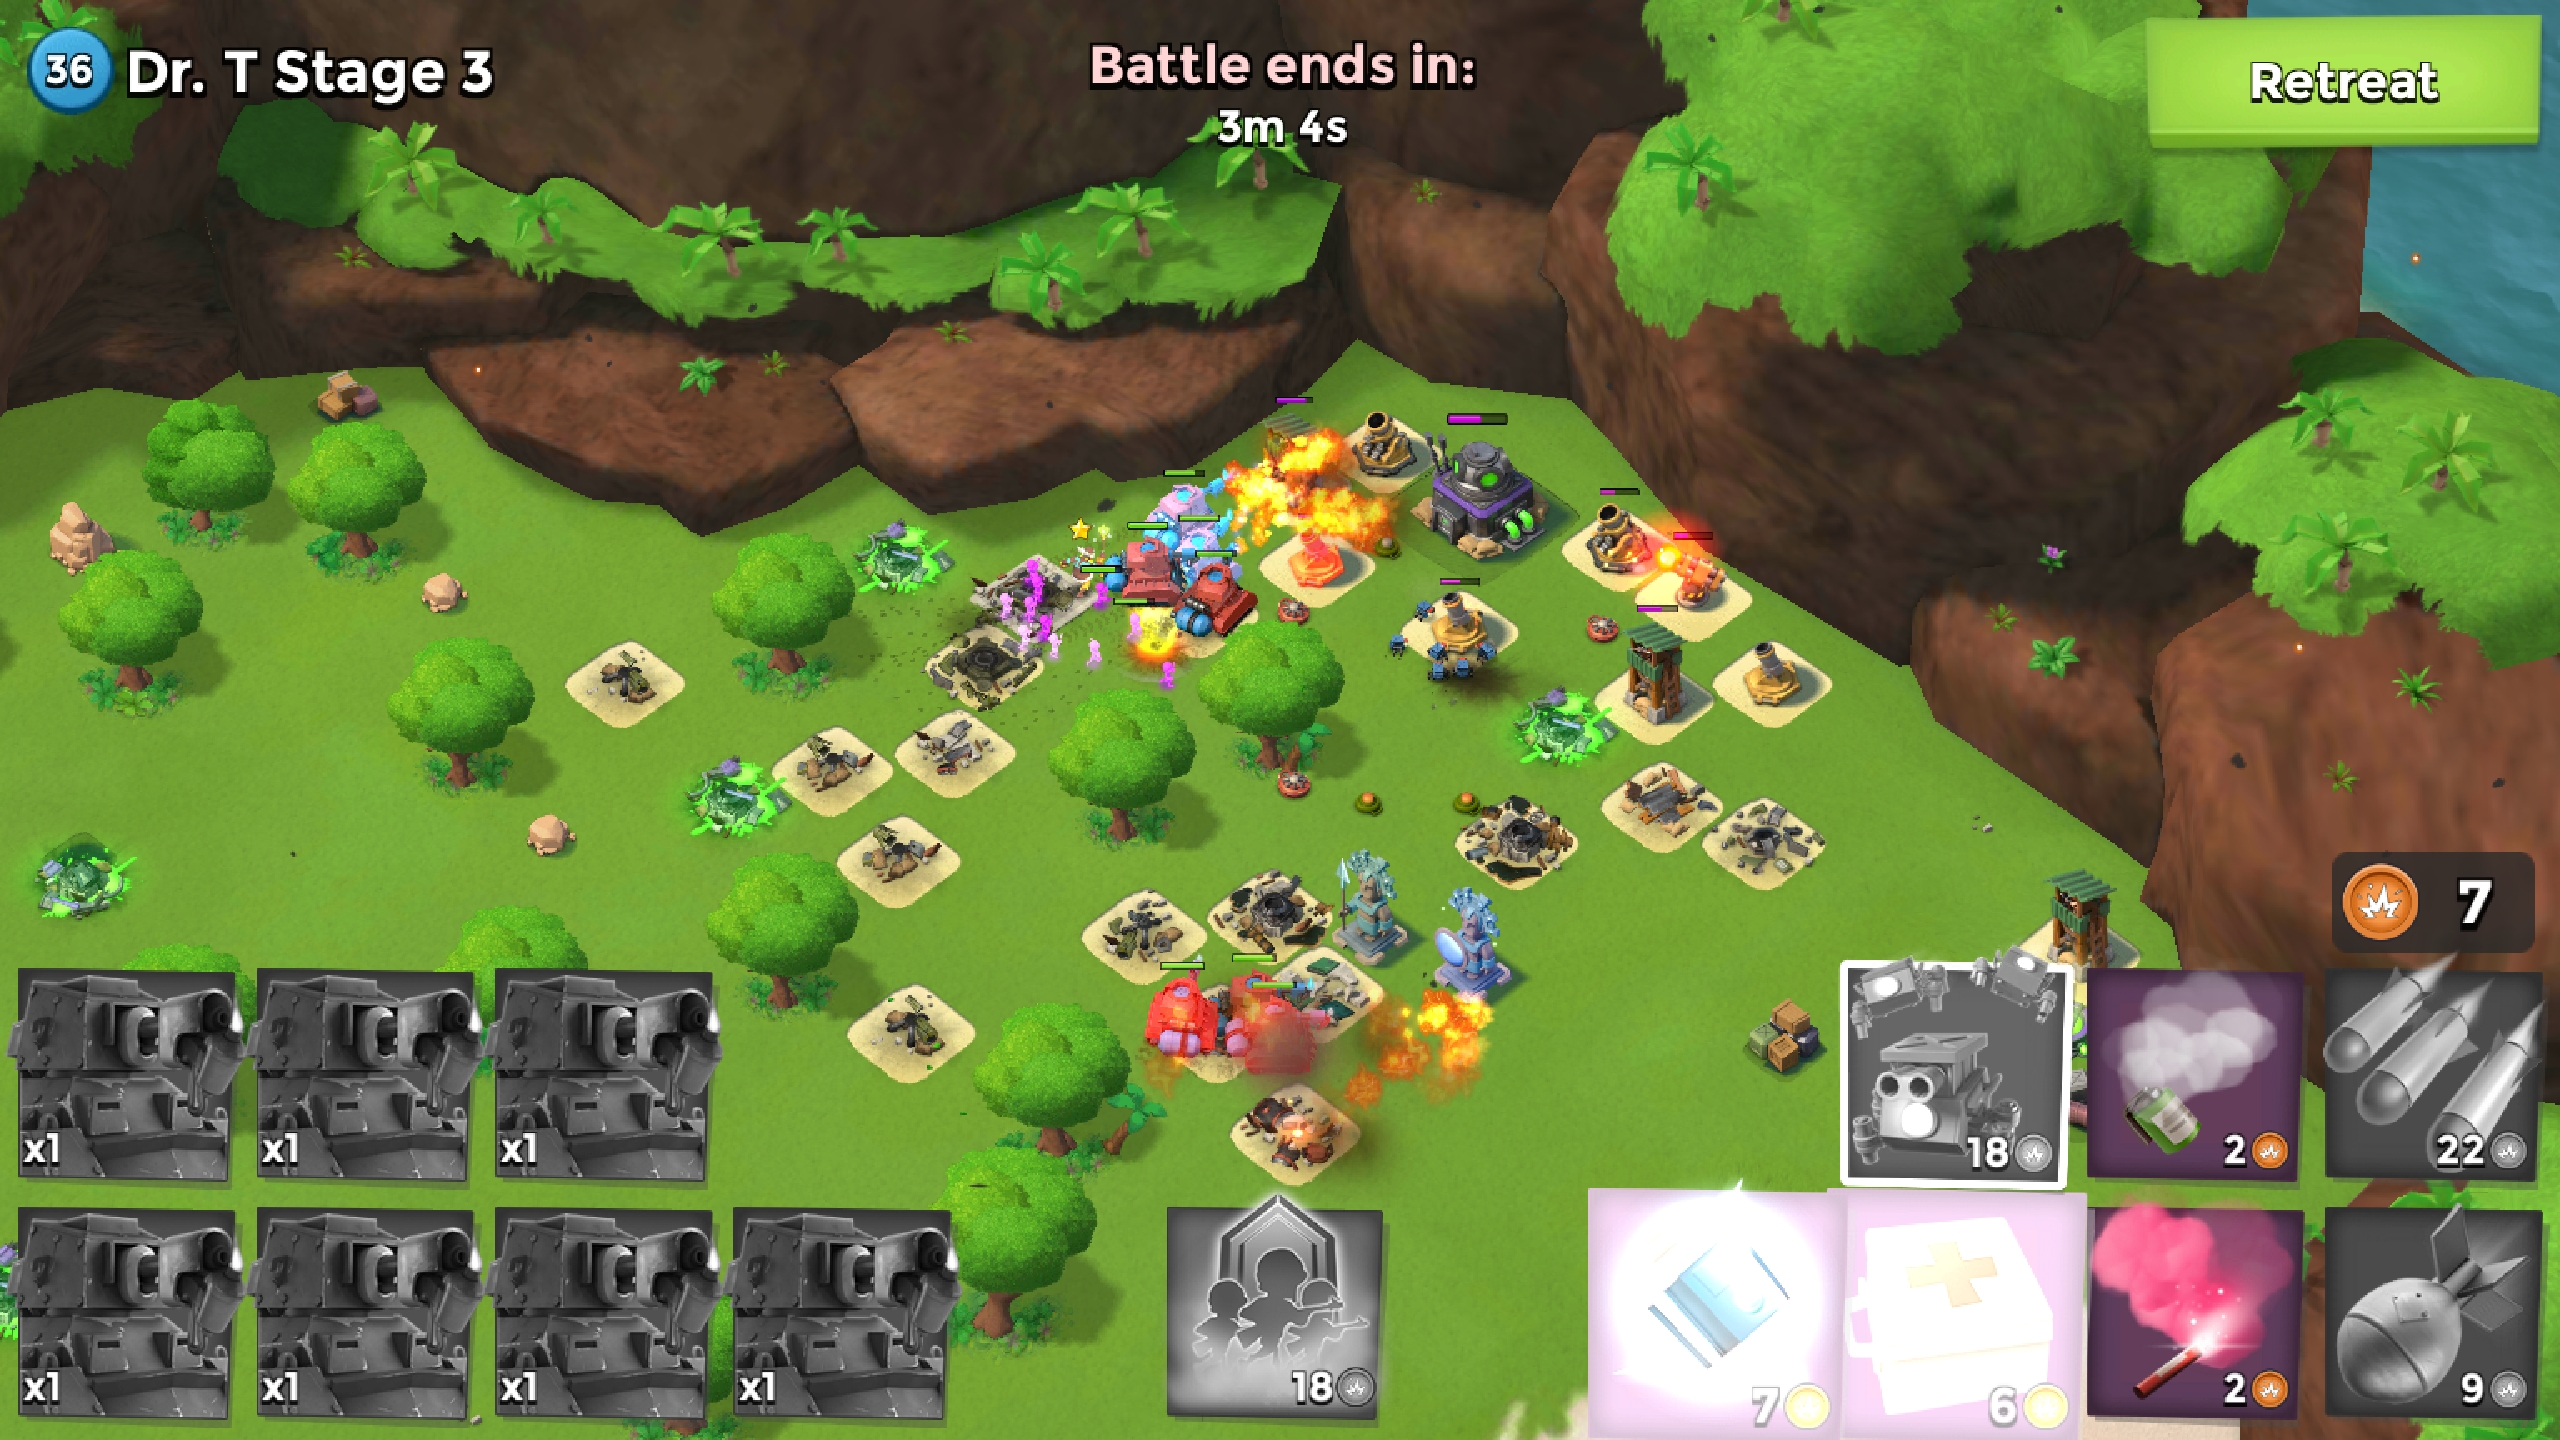 36 Dr. T Stage 3
Battle ends in:
3m 4s
Retreat
7
x1
x1
x1
18
2
22
x1
x1
x1
x1
18
7
6
2
9